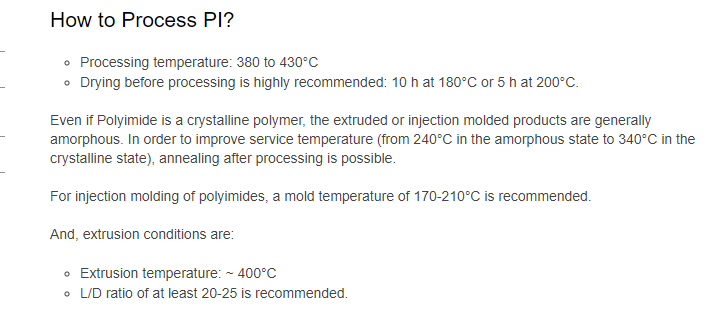 How to Process PI?
Processing temperature: 380 to 430°C
Drying before processing is highly recommended: 10 h at 180°C or 5 h at 200°C.
Even if Polyimide is a crystalline polymer, the extruded or injection molded products are generally
amorphous. In order to improve service temperature (from 240°C in the amorphous state to 340°C in the
crystalline state), annealing after processing is possible.
For injection molding of polyimides, a mold temperature of 170-210°C is recommended.
And, extrusion conditions are:
Extrusion temperature: ~ 400°C
L/D ratio of at least 20-25 is recommended.